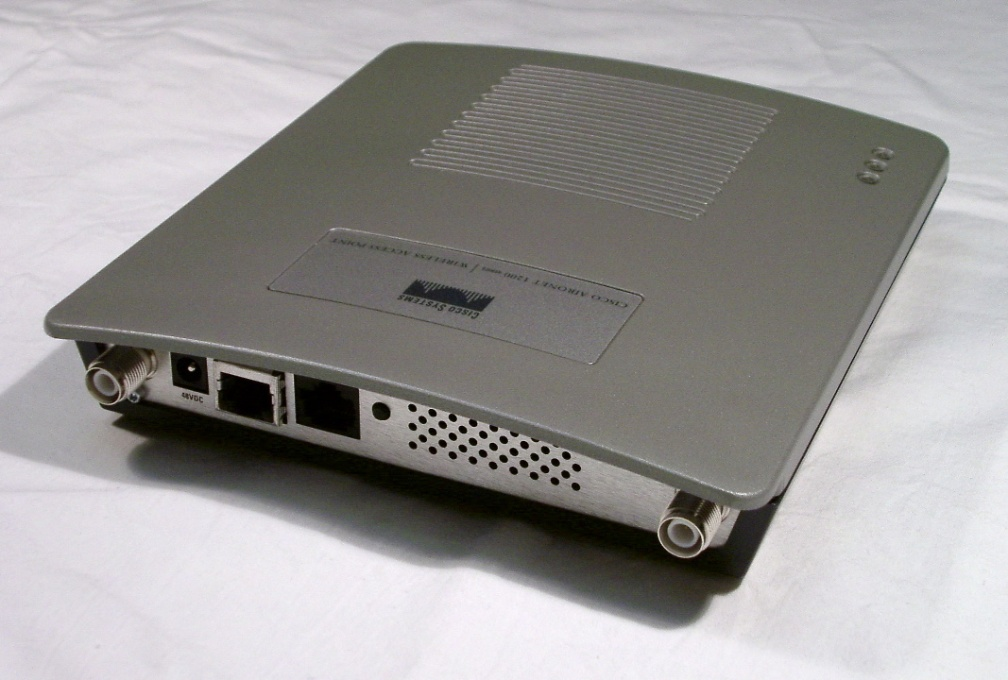 CISCO SYSTEMS
CISCO AIRONET 1200 SERIES | WIRELESS ACCESS POINT
48VDC